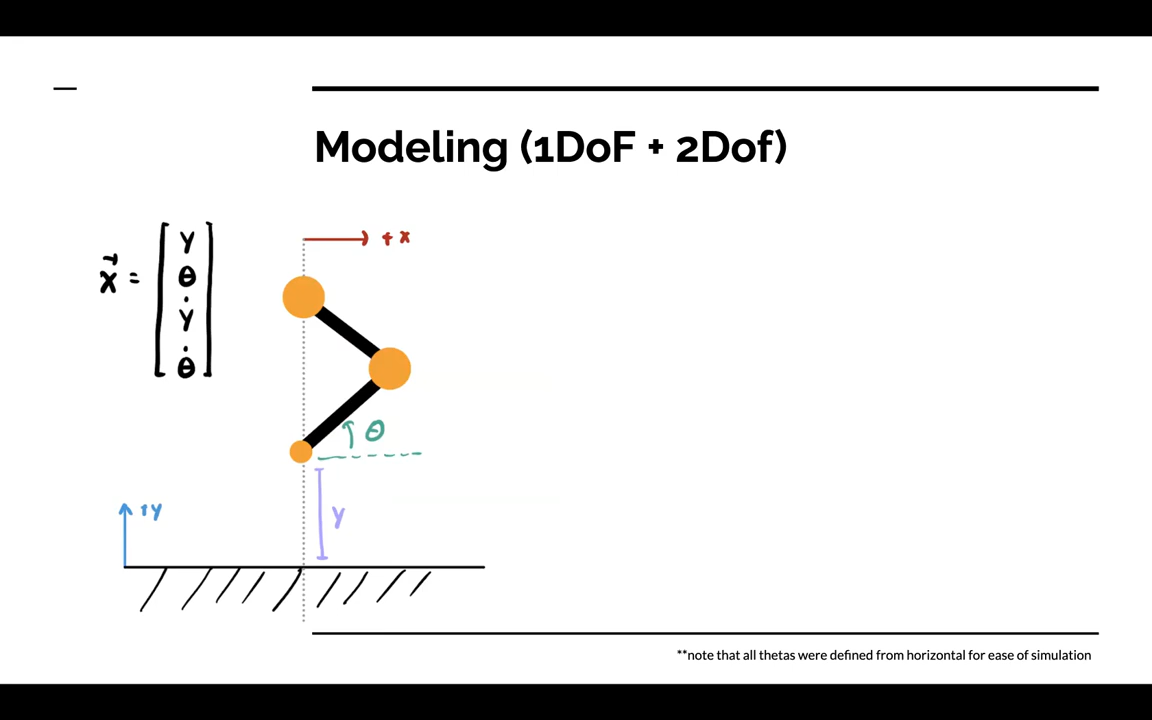 Modeling (1DoF + 2Dof)
+ x
x⃗ = [ y
θ
ẏ
θ̇ ]
θ
y
+y
**note that all thetas were defined from horizontal for ease of simulation